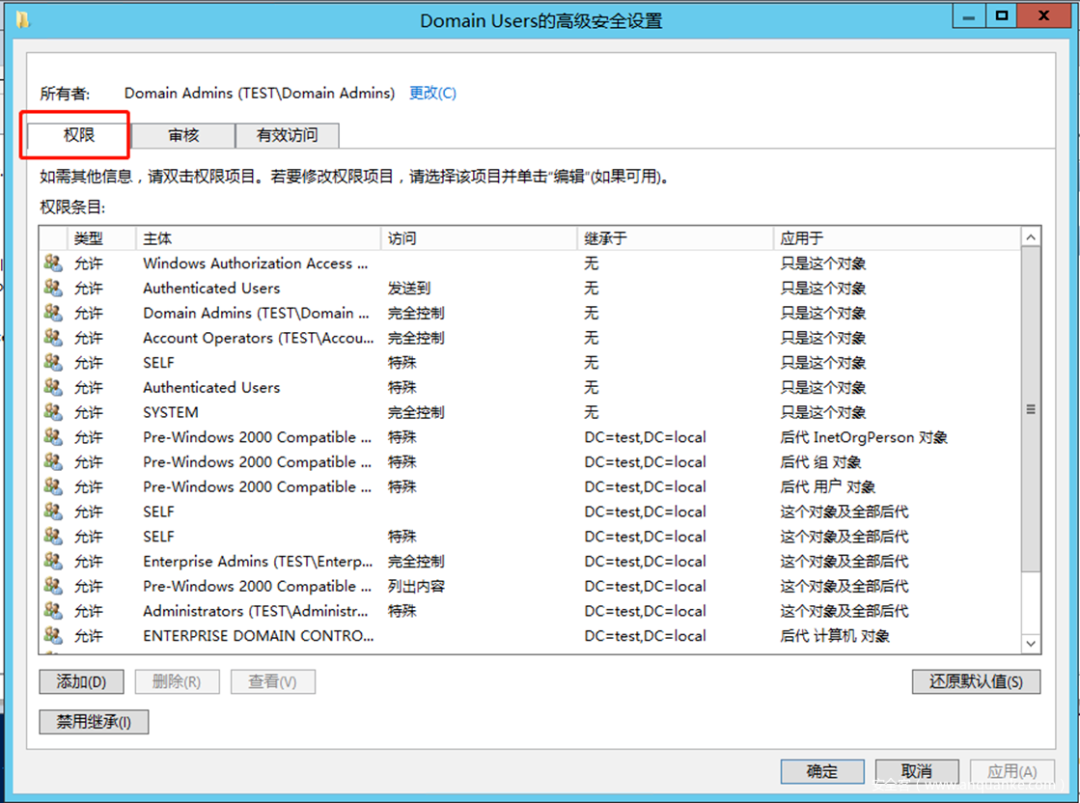 Domain Users的高级安全设置
所有者: Domain Admins (TEST\Domain Admins) 更改(C)
权限 审核 有效访问
如需其他信息，请双击权限项目。若要修改权限项目，请选择该项目并单击"编辑"(如果可用)。
权限条目:
类型 主体 访问 继承于 应用于
允许 Windows Authorization Access ... 无 只是这个对象
允许 Authenticated Users 发送到 无 只是这个对象
允许 Domain Admins (TEST\Domain ... 完全控制 无 只是这个对象
允许 Account Operators (TEST\Accou... 完全控制 无 只是这个对象
允许 SELF 特殊 无 只是这个对象
允许 Authenticated Users 特殊 无 只是这个对象
允许 SYSTEM 完全控制 无 只是这个对象
允许 Pre-Windows 2000 Compatible ... 特殊 DC=test,DC=local 后代 InetOrgPerson 对象
允许 Pre-Windows 2000 Compatible ... 特殊 DC=test,DC=local 后代 组 对象
允许 Pre-Windows 2000 Compatible ... 特殊 DC=test,DC=local 后代 用户 对象
允许 SELF DC=test,DC=local 这个对象及全部后代
允许 SELF 特殊 DC=test,DC=local 这个对象及全部后代
允许 Enterprise Admins (TEST\Enterp... 完全控制 DC=test,DC=local 这个对象及全部后代
允许 Pre-Windows 2000 Compatible ... 列出内容 DC=test,DC=local 这个对象及全部后代
允许 Administrators (TEST\Administr... 特殊 DC=test,DC=local 这个对象及全部后代
允许 ENTERPRISE DOMAIN CONTRO... DC=test,DC=local 后代 计算机 对象
添加(D) 删除(R) 查看(V) 还原默认值(S)
禁用继承(I)
确定 取消 应用(A)